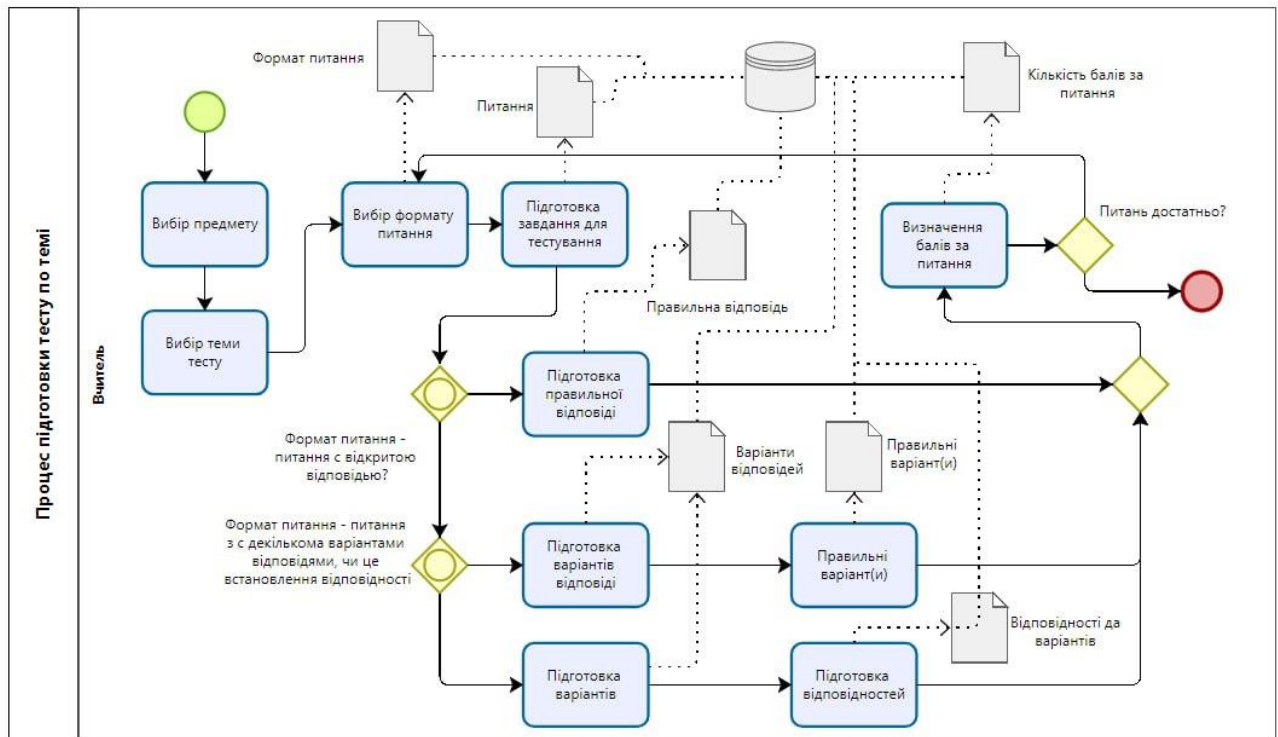 Процес підготовки тесту по темі
Вчитель
Формат питання
Питання
Кількість балів за
питання
Вибір предмету
Вибір формату
питання
Підготовка
завдання для
тестування
Визначення
балів за
питання
Питань достатньо?
Правильна відповідь
Вибір теми
тесту
Підготовка
правильної
відповіді
Формат питання -
питання с відкритою
відповідью?
Варіанти
відповідей
Правильні
варіант(и)
Формат питання - питання
з с декількома варіантами
відповідями, чи це
встановлення відповідності
Підготовка
варіантів
відповіді
Правильні
варіант(и)
Відповідності да
варіантів
Підготовка
варіантів
Підготовка
відповідностей